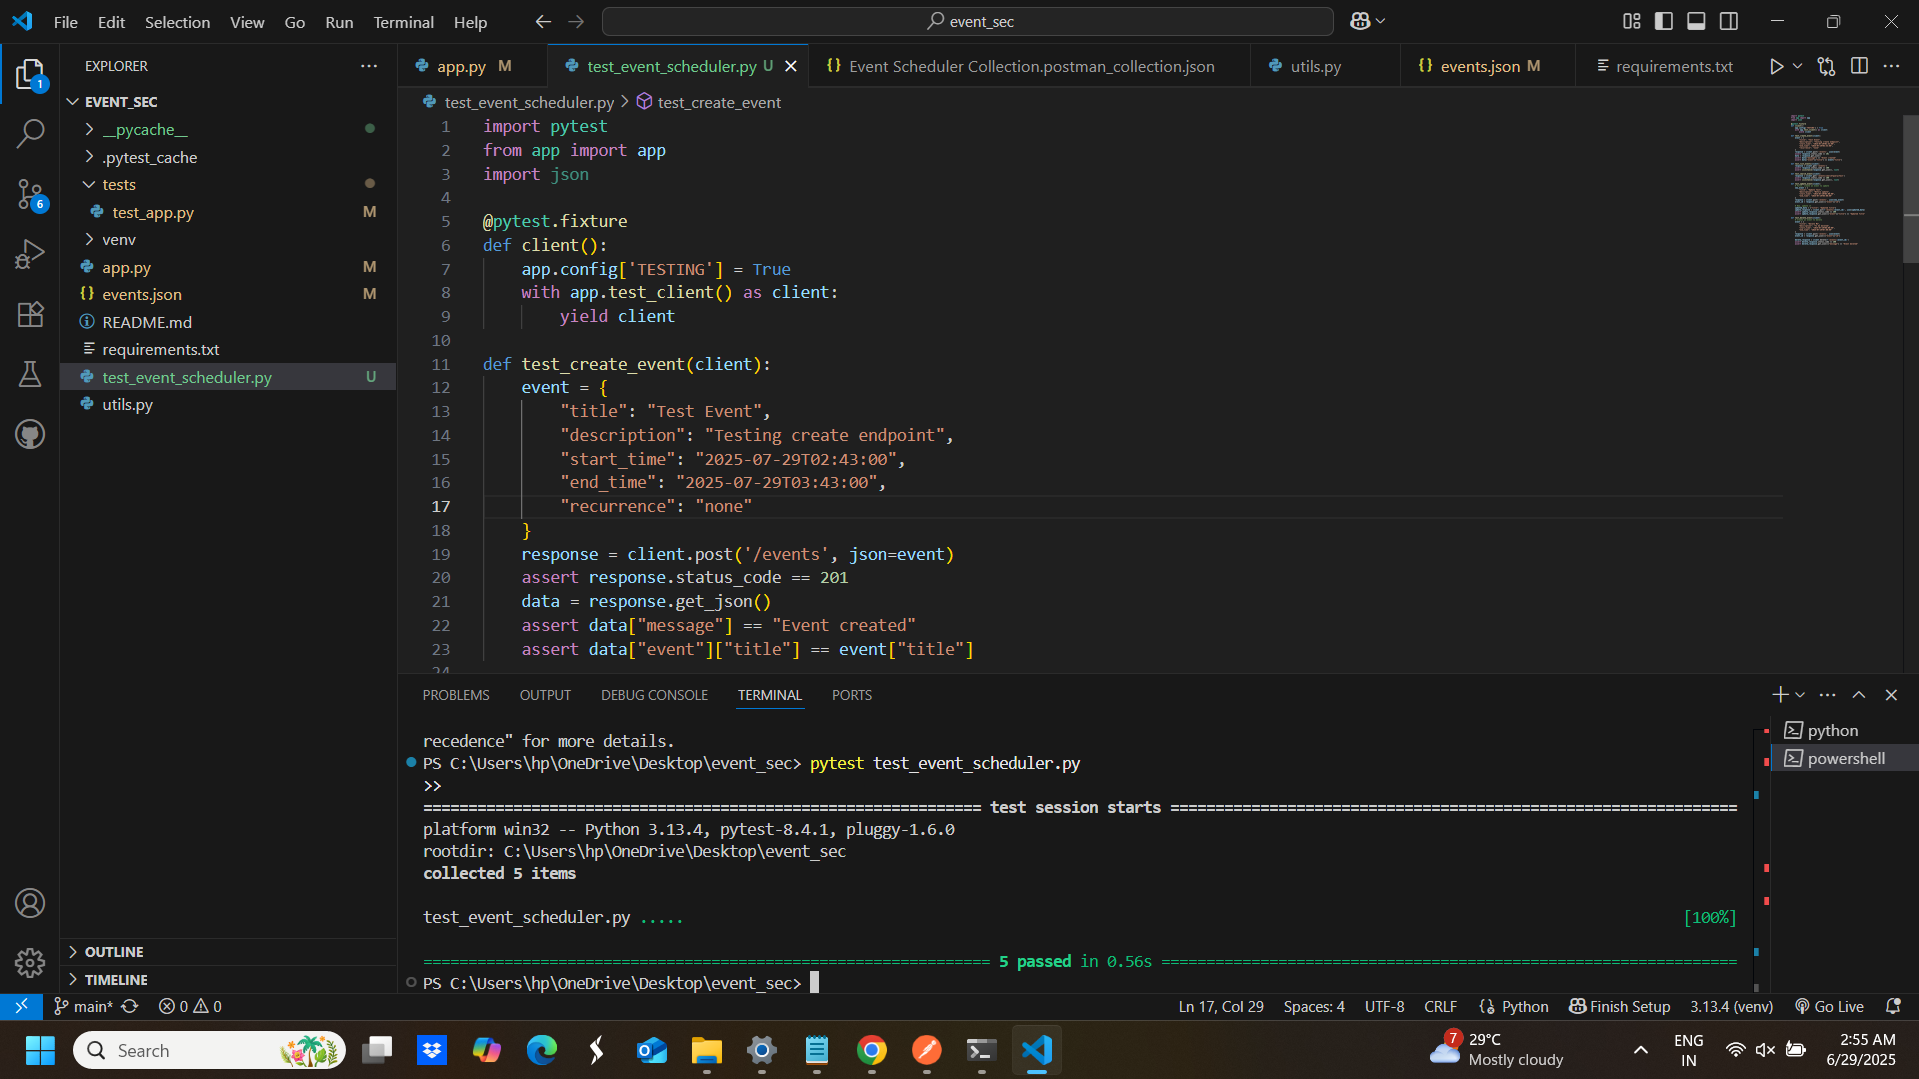 File Edit Selection View Go Run Terminal Help
event_sec
EXPLORER
EVENT_SEC
__pycache__
.pytest_cache
tests
test_app.py M
venv
app.py M
events.json M
README.md
requirements.txt
test_event_scheduler.py U
utils.py
OUTLINE
TIMELINE
1
6
app.py M
test_event_scheduler.py U
Event Scheduler Collection.postman_collection.json
utils.py
events.json M
requirements.txt
test_event_scheduler.py > test_create_event
1 import pytest
2 from app import app
3 import json
4
5 @pytest.fixture
6 def client():
7 app.config['TESTING'] = True
8 with app.test_client() as client:
9 yield client
10
11 def test_create_event(client):
12 event = {
13 "title": "Test Event",
14 "description": "Testing create endpoint",
15 "start_time": "2025-07-29T02:43:00",
16 "end_time": "2025-07-29T03:43:00",
17 "recurrence": "none"
18 }
19 response = client.post('/events', json=event)
20 assert response.status_code == 201
21 data = response.get_json()
22 assert data["message"] == "Event created"
23 assert data["event"]["title"] == event["title"]
24
PROBLEMS OUTPUT DEBUG CONSOLE TERMINAL PORTS
recedence" for more details.
PS C:\Users\hp\OneDrive\Desktop\event_sec> pytest test_event_scheduler.py
>>
============================================================== test session starts ===============================================================
platform win32 -- Python 3.13.4, pytest-8.4.1, pluggy-1.6.0
rootdir: C:\Users\hp\OneDrive\Desktop\event_sec
collected 5 items
test_event_scheduler.py ..... [100%]
=============================================================== 5 passed in 0.56s ================================================================
PS C:\Users\hp\OneDrive\Desktop\event_sec>
python
powershell
main* 0 0 Ln 17, Col 29 Spaces: 4 UTF-8 CRLF Python Finish Setup 3.13.4 (venv) Go Live
Search
7
29°C
Mostly cloudy
ENG
IN
2:55 AM
6/29/2025